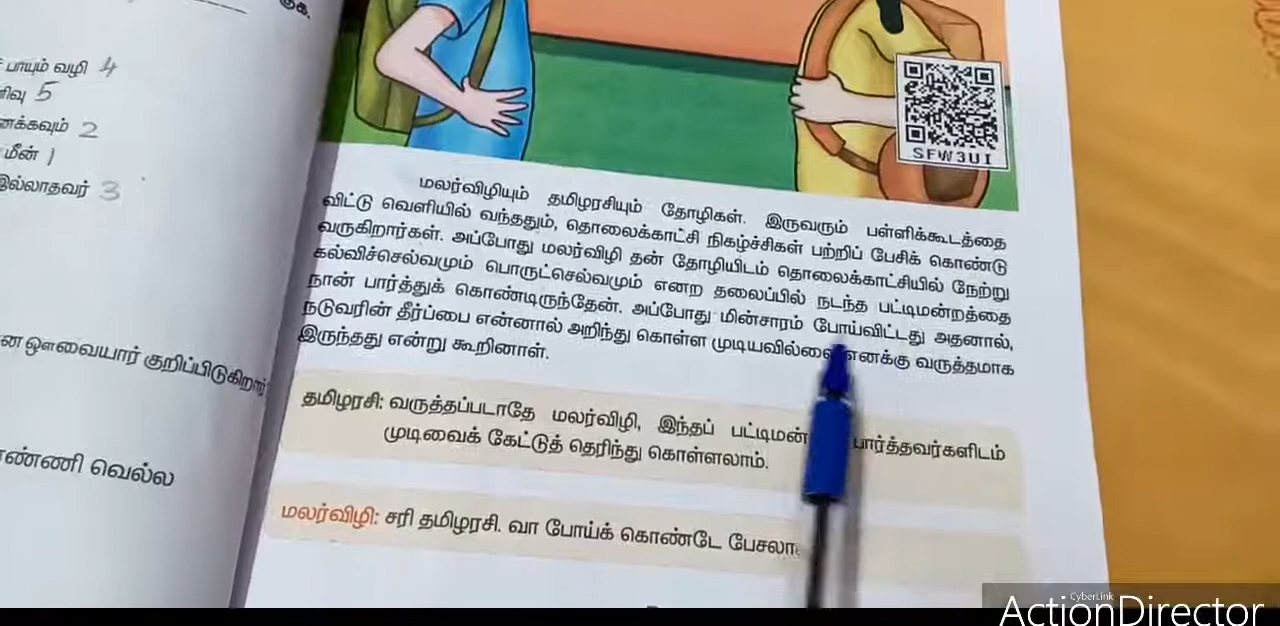 பாயும் வழி 4
ரிவு 5
னக்கவும் 2
மீன் 1
இல்லாதவர் 3
ன ஔவையார் குறிப்பிடுகிறார்
ண்ணி வெல்ல
SFW3UI
மலர்விழியும் தமிழரசியும் தோழிகள். இருவரும் பள்ளிக்கூடத்தை
விட்டு வெளியில் வந்ததும், தொலைக்காட்சி நிகழ்ச்சிகள் பற்றிப் பேசிக் கொண்டு
வருகிறார்கள். அப்போது மலர்விழி தன் தோழியிடம் தொலைக்காட்சியில் நேற்று
கல்விச்செல்வமும் பொருட்செல்வமும் எனற தலைப்பில் நடந்த பட்டிமன்றத்தை
நான் பார்த்துக் கொண்டிருந்தேன். அப்போது மின்சாரம் போய்விட்டது அதனால்,
நடுவரின் தீர்ப்பை என்னால் அறிந்து கொள்ள முடியவில்லை எனக்கு வருத்தமாக
இருந்தது என்று கூறினாள்.
தமிழரசி: வருத்தப்படாதே மலர்விழி, இந்தப் பட்டிமன் பார்த்தவர்களிடம்
முடிவைக் கேட்டுத் தெரிந்து கொள்ளலாம்.
மலர்விழி: சரி தமிழரசி. வா போய்க் கொண்டே பேசலா
CyberLink
ActionDirector